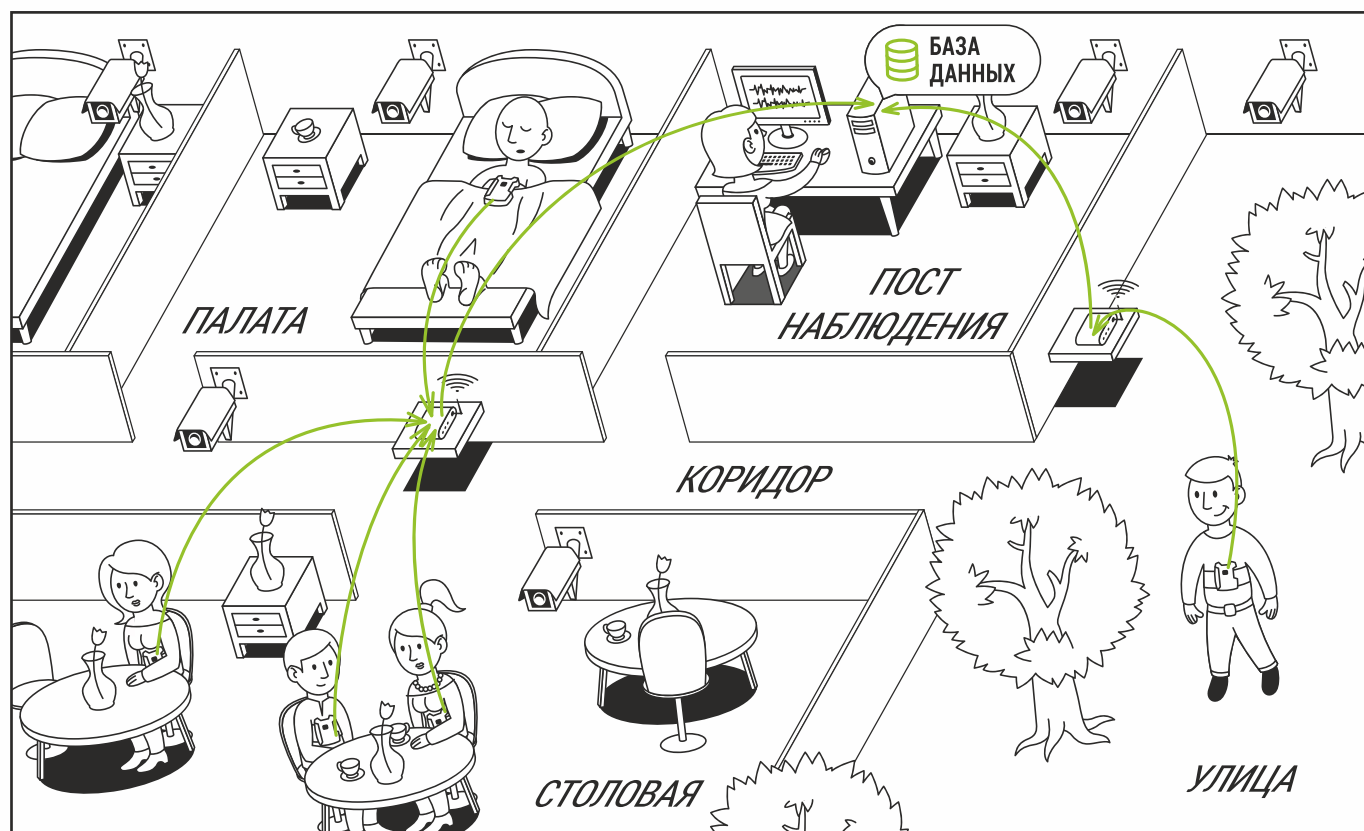 БАЗА
ДАННЫХ
ПАЛАТА
ПОСТ
НАБЛЮДЕНИЯ
КОРИДОР
СТОЛОВАЯ
УЛИЦА